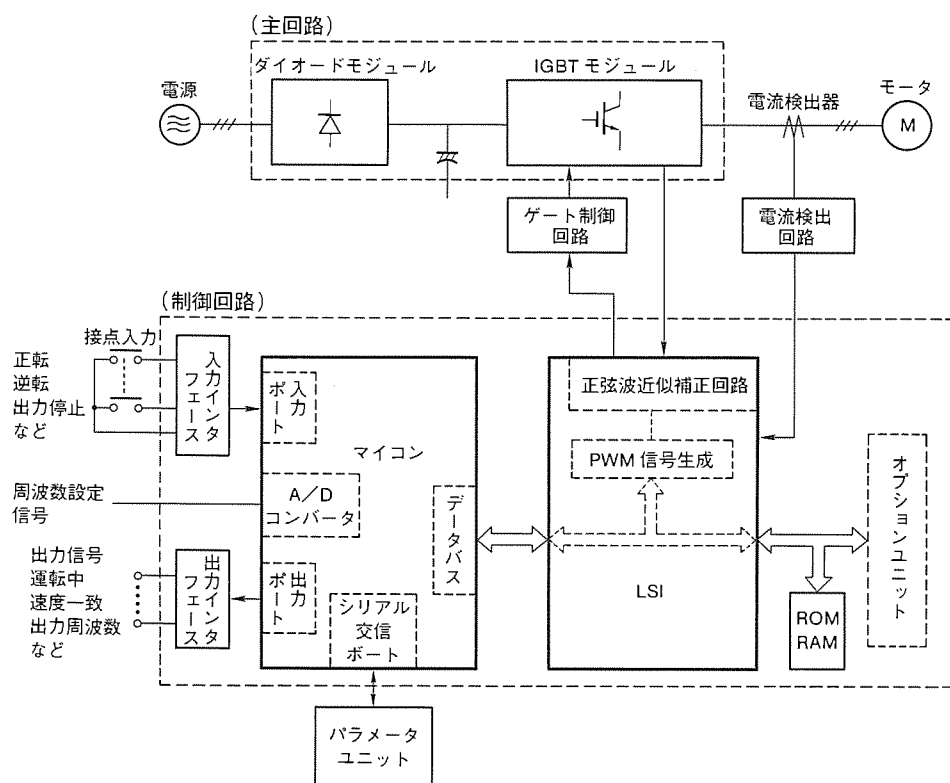 (主回路)
ダイオードモジュール
IGBT モジュール
電源
電流検出器
モータ
M
ゲート制御
回路
電流検出
回路
(制御回路)
接点入力
正転
逆転
出力停止
など
入力インタ
フェース
入力
ポート
マイコン
正弦波近似補正回路
PWM 信号生成
周波数設定
信号
A/D
コンバータ
データバス
オプションユニット
出力信号
運転中
速度一致
出力周波数
など
出力インタ
フェース
出力
ポート
シリアル
交信
ボート
LSI
ROM
RAM
パラメータ
ユニット